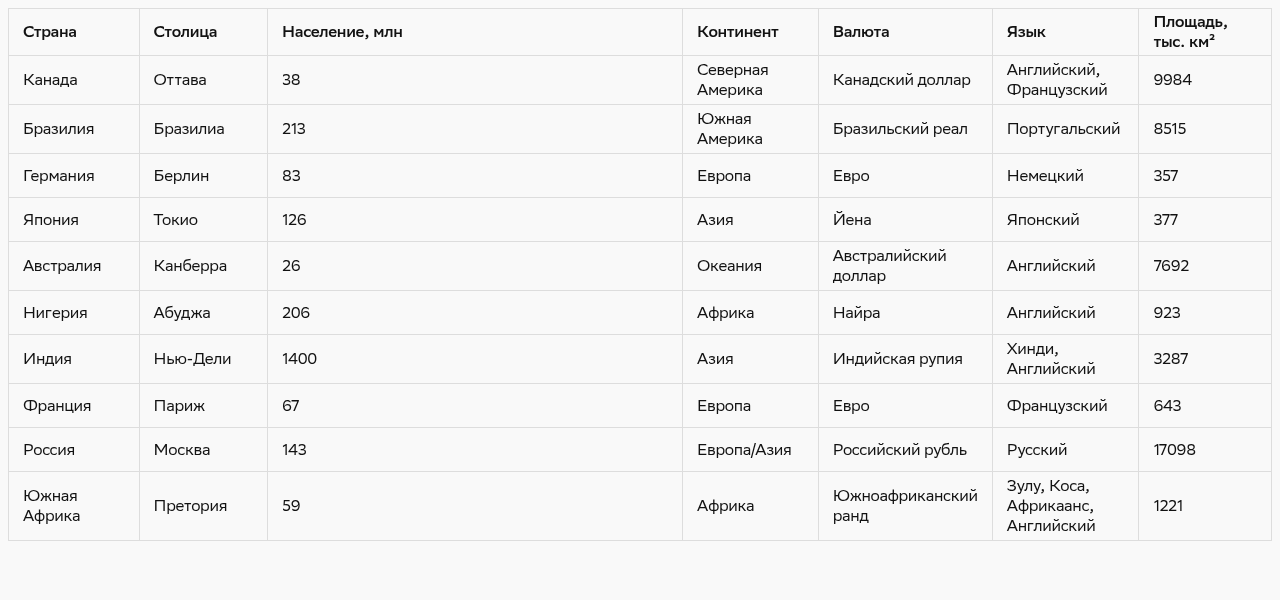 Страна Столица Население, млн Континент Валюта Язык Площадь, тыс. км²
Канада Оттава 38 Северная Америка Канадский доллар Английский, Французский 9984
Бразилия Бразилиа 213 Южная Америка Бразильский реал Португальский 8515
Германия Берлин 83 Европа Евро Немецкий 357
Япония Токио 126 Азия Йена Японский 377
Австралия Канберра 26 Океания Австралийский доллар Английский 7692
Нигерия Абуджа 206 Африка Найра Английский 923
Индия Нью-Дели 1400 Азия Индийская рупия Хинди, Английский 3287
Франция Париж 67 Европа Евро Французский 643
Россия Москва 143 Европа/Азия Российский рубль Русский 17098
Южная Африка Претория 59 Африка Южноафриканский ранд Зулу, Коса, Африкаанс, Английский 1221